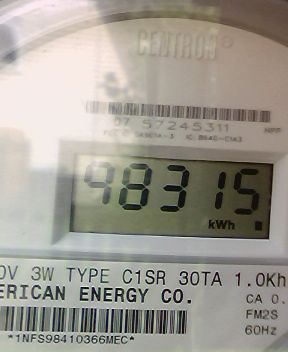 CENTRON®
07 57245311
NPP
98315
kWh
0V 3W TYPE C1SR 30TA 1.0Kh
ERICAN ENERGY CO.
CA 0.
FM2S
60Hz
*1NFS98410366MEC*